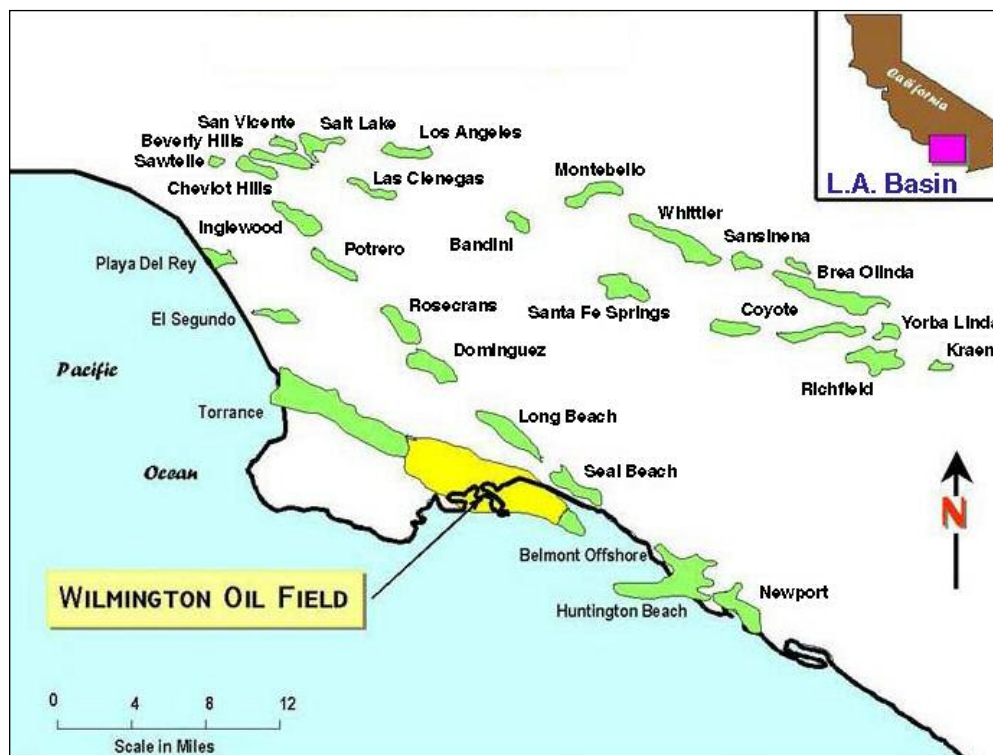 California
L.A. Basin
San Vicente
Salt Lake
Beverly Hills
Los Angeles
Sawtelle
Cheviot Hills
Las Cienegas
Montebello
Inglewood
Whittier
Bandini
Potrero
Sansinena
Playa Del Rey
Brea Olinda
El Segundo
Rosecrans
Santa Fe Springs
Coyote
Yorba Linda
Dominguez
Kraem
Pacific
Richfield
Torrance
Long Beach
Ocean
Seal Beach
N
Belmont Offshore
WILMINGTON OIL FIELD
Newport
Huntington Beach
0 4 8 12
Scale in Miles